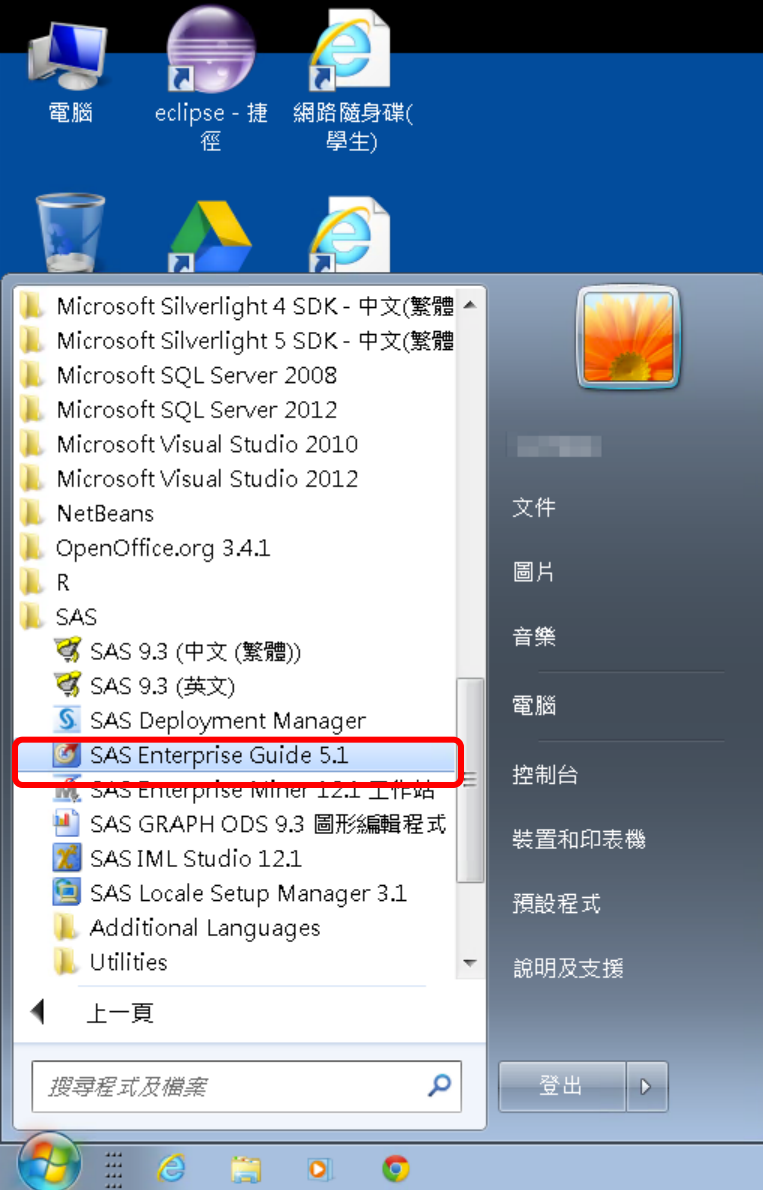 電腦
eclipse - 捷
徑
網路隨身碟(
學生)
Microsoft Silverlight 4 SDK - 中文(繁體
Microsoft Silverlight 5 SDK - 中文(繁體
Microsoft SQL Server 2008
Microsoft SQL Server 2012
Microsoft Visual Studio 2010
Microsoft Visual Studio 2012
NetBeans
OpenOffice.org 3.4.1
R
SAS
SAS 9.3 (中文 (繁體))
SAS 9.3 (英文)
SAS Deployment Manager
SAS Enterprise Guide 5.1
SAS Enterprise Miner 12.1 工作站
SAS GRAPH ODS 9.3 圖形編輯程式
SAS IML Studio 12.1
SAS Locale Setup Manager 3.1
Additional Languages
Utilities
上一頁
搜尋程式及檔案
文件
圖片
音樂
電腦
控制台
裝置和印表機
預設程式
說明及支援
登出